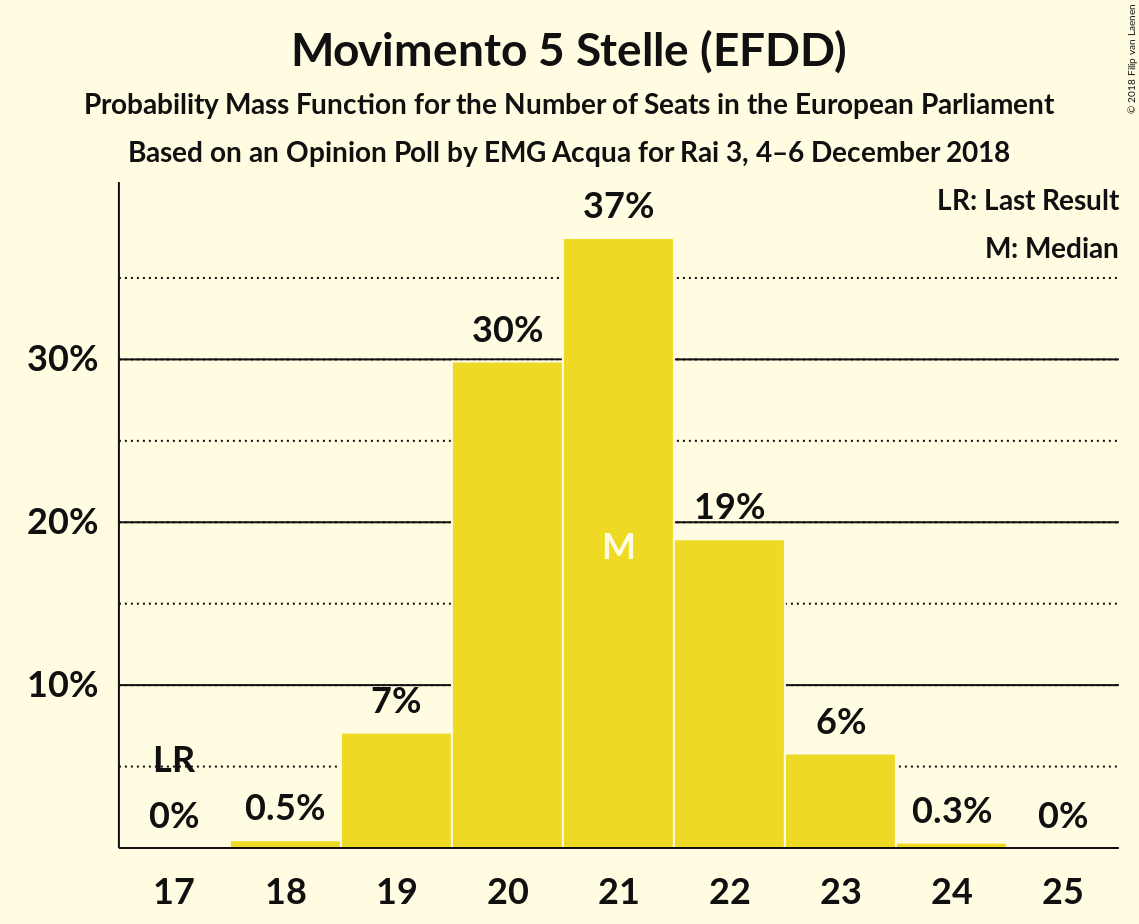 Movimento 5 Stelle (EFDD)
Probability Mass Function for the Number of Seats in the European Parliament
Based on an Opinion Poll by EMG Acqua for Rai 3, 4–6 December 2018
© 2018 Filip van Laenen
LR: Last Result
M: Median
37%
30%
30%
20%
19%
M
10%
7%
6%
LR
0%
0.5%
0.3%
0%
17 18 19 20 21 22 23 24 25